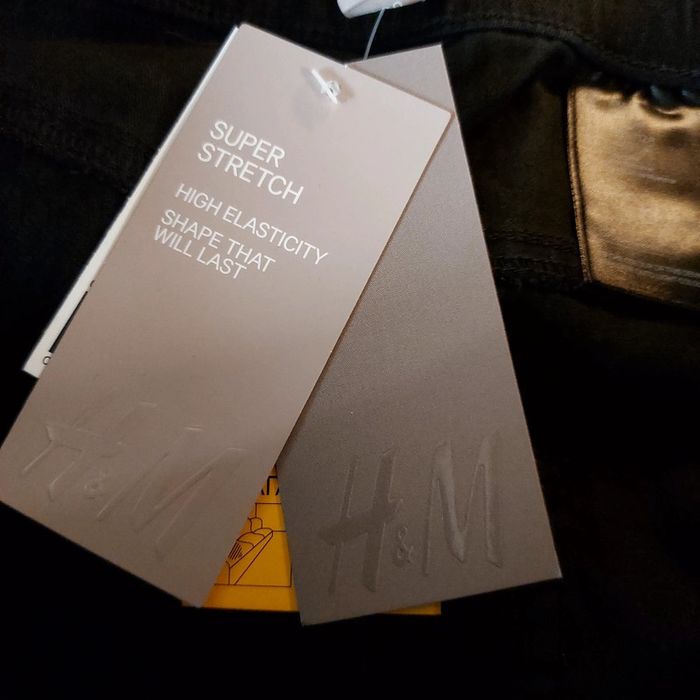 SUPER
STRETCH
HIGH ELASTICITY
SHAPE THAT
WILL LAST
H&M
H&M